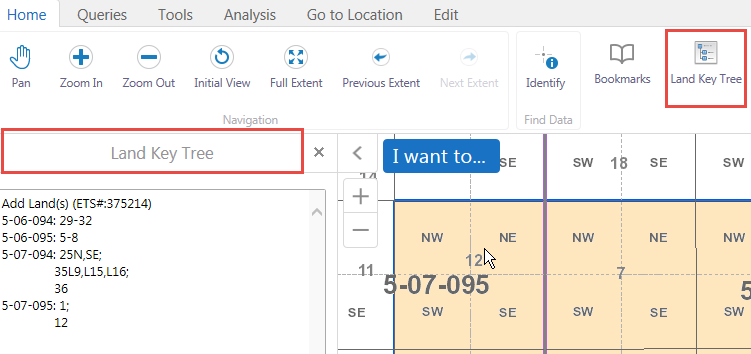 Home Queries Tools Analysis Go to Location Edit
Pan Zoom In Zoom Out Initial View Full Extent Previous Extent Next Extent Identify Bookmarks Land Key Tree
Navigation Find Data
Land Key Tree
I want to...
Add Land(s) (ETS#:375214)
5-06-094: 29-32
5-06-095: 5-8
5-07-094: 25N,SE;
35L9,L15,L16;
36
5-07-095: 1;
12
14 SE SW 18 SE SW
NW NE NW NE NW
11 12 7
5-07-095 5
SE SW SE SW SE SW